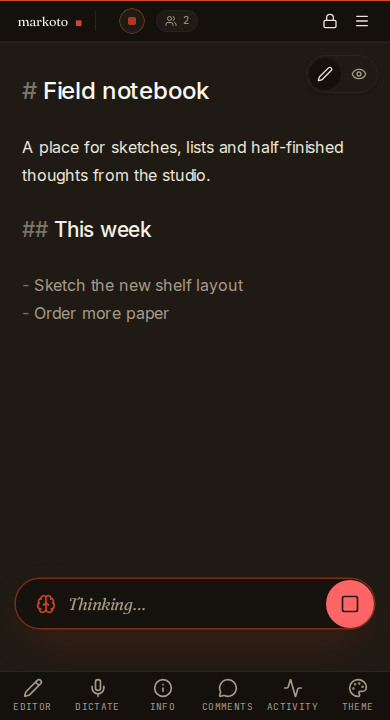 markoto
2
# Field notebook
A place for sketches, lists and half-finished
thoughts from the studio.
## This week
- Sketch the new shelf layout
- Order more paper
Thinking...
EDITOR DICTATE INFO COMMENTS ACTIVITY THEME